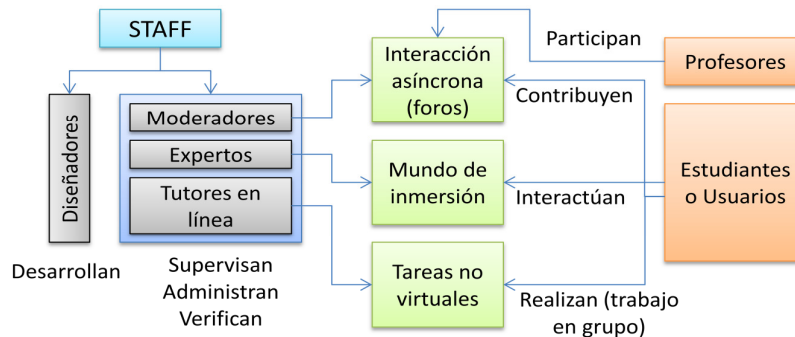 STAFF
Diseñadores
Desarrollan
Moderadores
Expertos
Tutores en
línea
Supervisan
Administran
Verifican
Interacción
asíncrona
(foros)
Mundo de
inmersión
Tareas no
virtuales
Participan
Contribuyen
Interactúan
Realizan (trabajo
en grupo)
Profesores
Estudiantes
o Usuarios